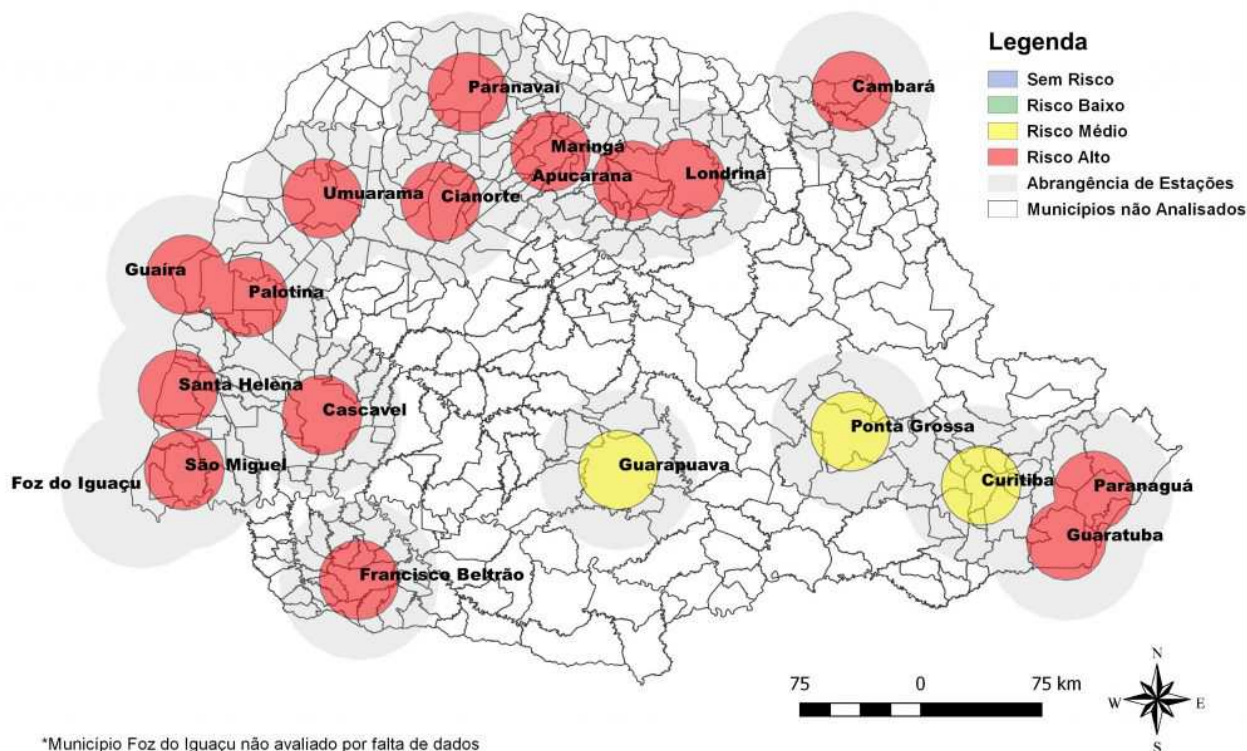 Legenda
Sem Risco
Risco Baixo
Risco Médio
Risco Alto
Abrangência de Estações
Municípios não Analisados
Paranavaí
Cambará
Maringá
Apucarana
Londrina
Umuarama
Cianorte
Guaíra
Palotina
Santa Helena
Cascavel
Ponta Grossa
São Miguel
Guarapuava
Foz do Iguaçu
Curitiba
Paranaguá
Guaratuba
Francisco Beltrão
75 0 75 km
N
W E
S
*Município Foz do Iguaçu não avaliado por falta de dados